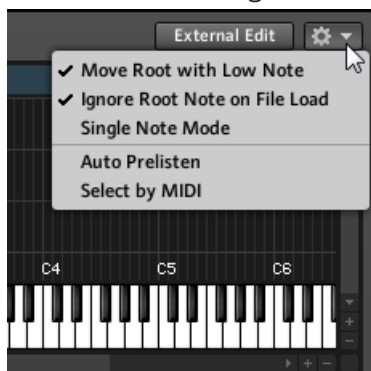 External Edit
Move Root with Low Note
Ignore Root Note on File Load
Single Note Mode
Auto Prelisten
Select by MIDI
C4 C5 C6